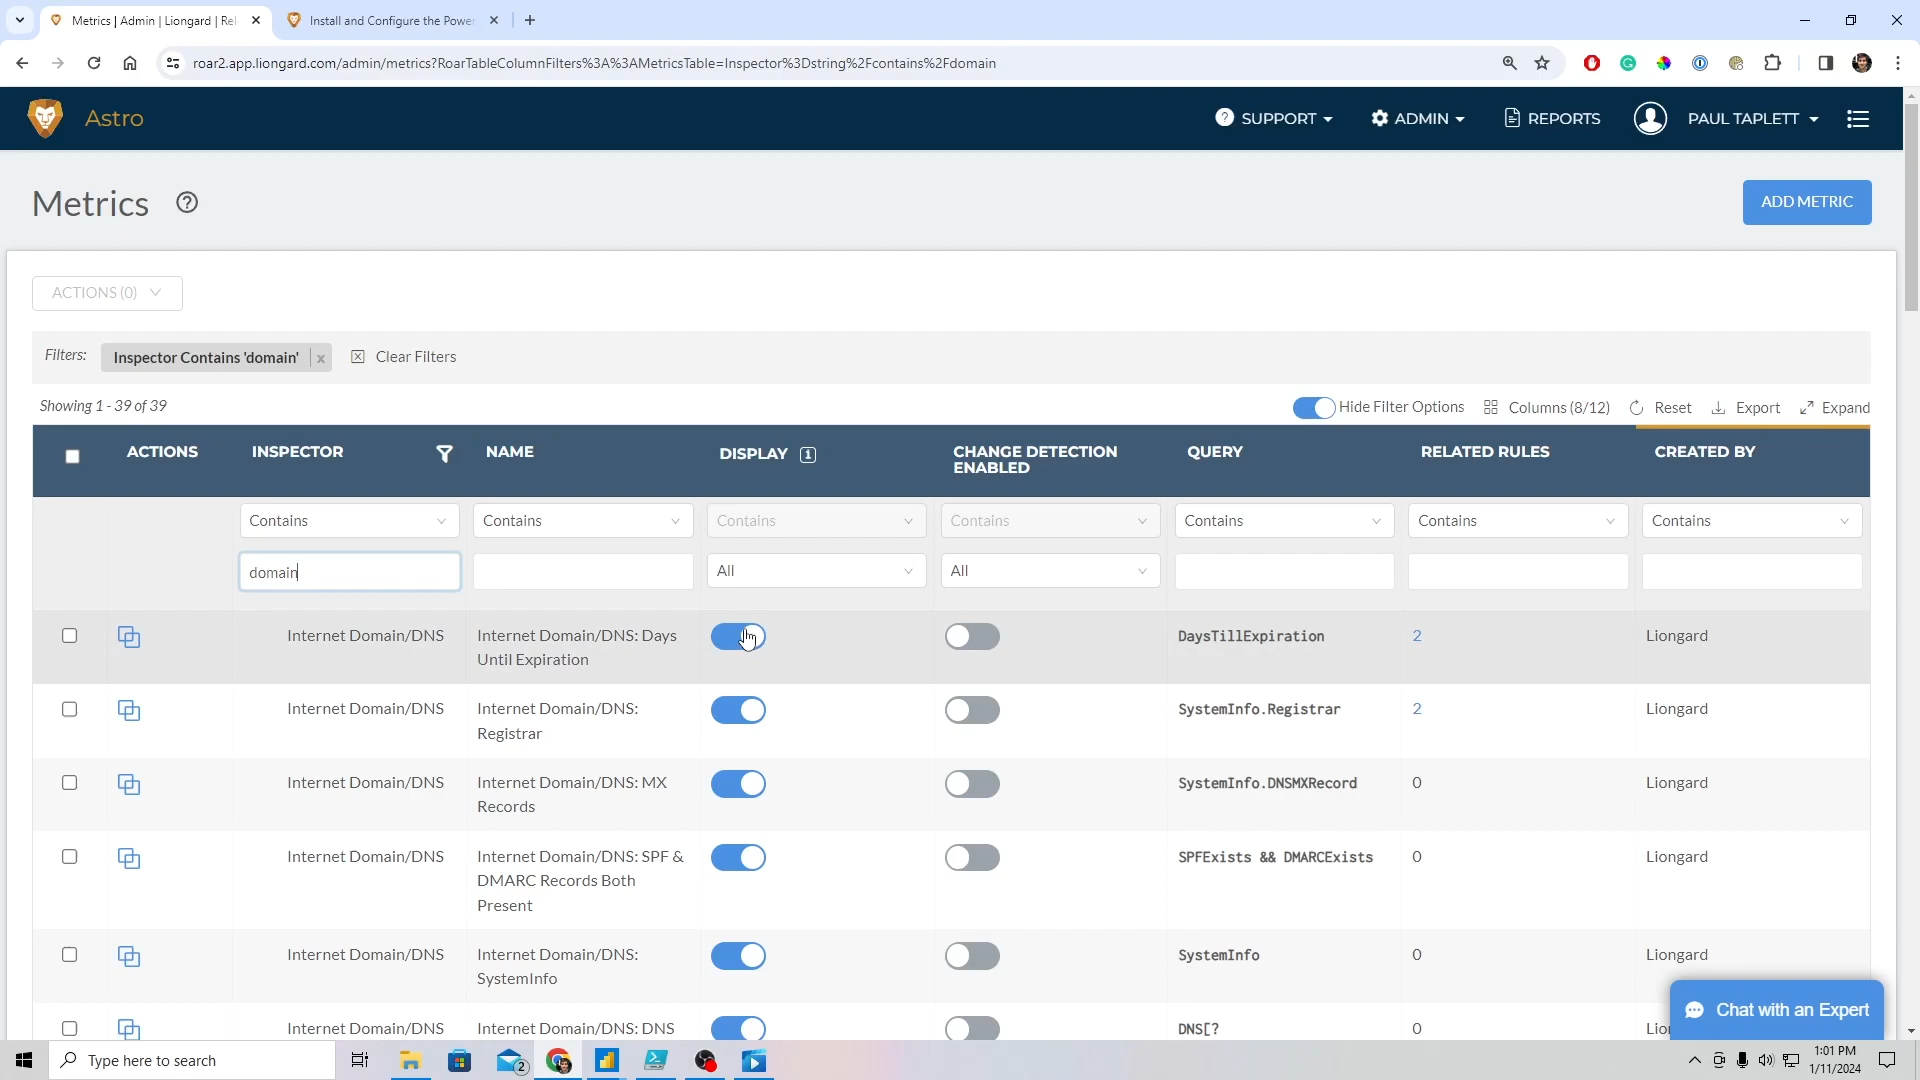 Metrics | Admin | Liongard | Rel
Install and Configure the Power
roar2.app.liongard.com/admin/metrics?RoarTableColumnFilters%3A%3AMetricsTable=Inspector%3Dstring%2Fcontains%2Fdomain
Astro
SUPPORT
ADMIN
REPORTS
PAUL TAPLETT
Metrics
ADD METRIC
ACTIONS (0)
Filters:
Inspector Contains 'domain'
x
Clear Filters
Showing 1 - 39 of 39
Hide Filter Options
Columns (8/12)
Reset
Export
Expand
ACTIONS
INSPECTOR
NAME
DISPLAY
CHANGE DETECTION
ENABLED
QUERY
RELATED RULES
CREATED BY
Contains
Contains
Contains
Contains
Contains
Contains
Contains
domain
All
All
Internet Domain/DNS
Internet Domain/DNS: Days
Until Expiration
DaysTillExpiration
2
Liongard
Internet Domain/DNS
Internet Domain/DNS:
Registrar
SystemInfo.Registrar
2
Liongard
Internet Domain/DNS
Internet Domain/DNS: MX
Records
SystemInfo.DNSMXRecord
0
Liongard
Internet Domain/DNS
Internet Domain/DNS: SPF &
DMARC Records Both
Present
SPFExists && DMARCExists
0
Liongard
Internet Domain/DNS
Internet Domain/DNS:
SystemInfo
SystemInfo
0
Liongard
Internet Domain/DNS
Internet Domain/DNS: DNS
DNS[?
0
Lio
Chat with an Expert
Type here to search
2
1:01 PM
1/11/2024